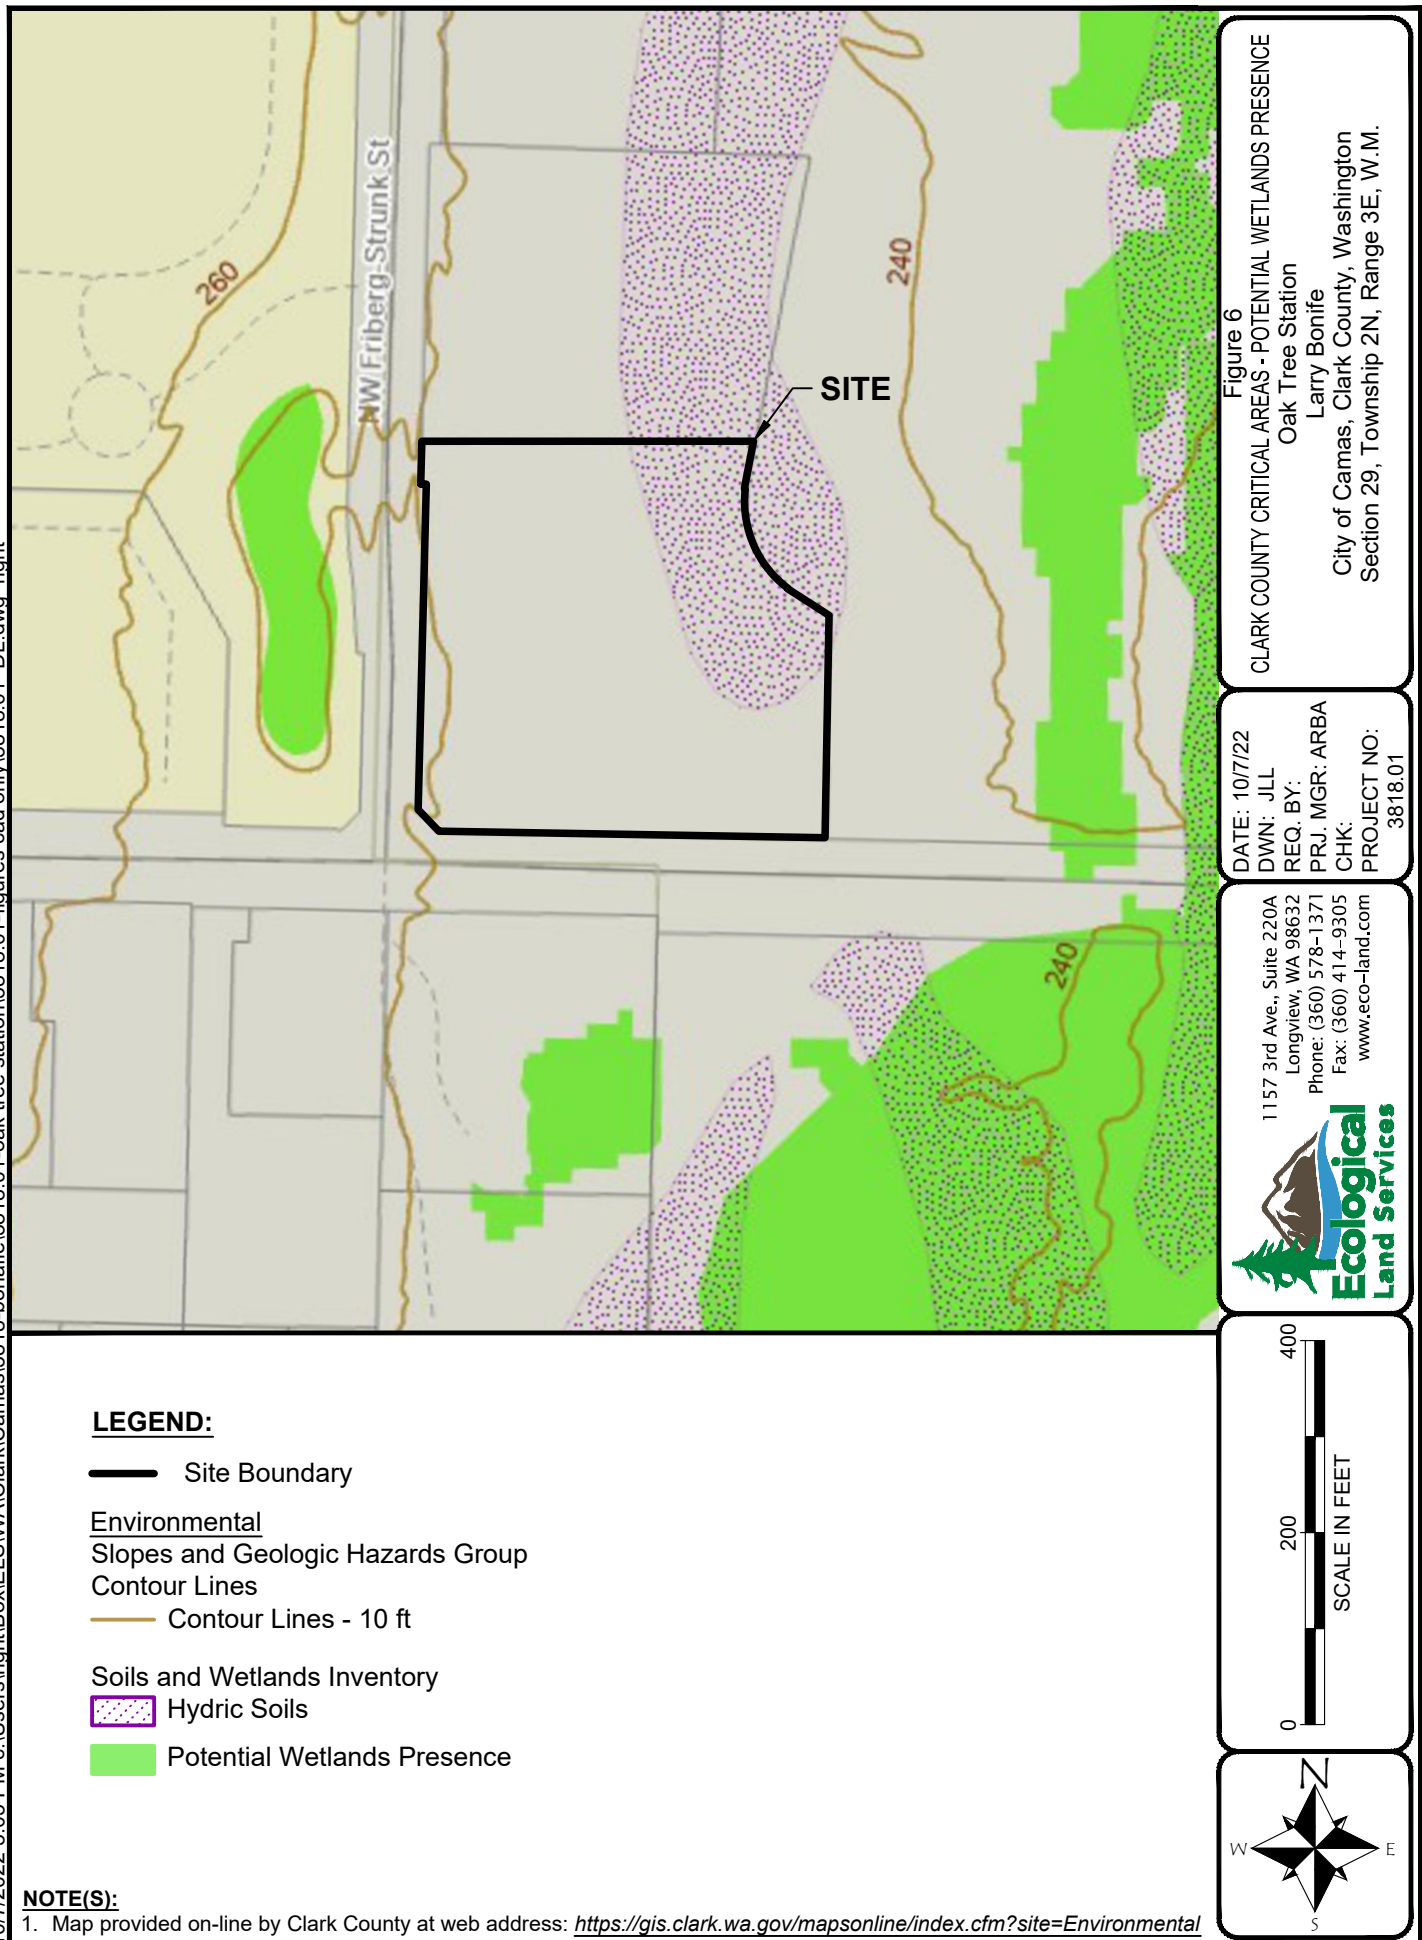 260
NW Friberg-Strunk St
240
SITE
240
Figure 6
CLARK COUNTY CRITICAL AREAS - POTENTIAL WETLANDS PRESENCE
Oak Tree Station
Larry Bonife
City of Camas, Clark County, Washington
Section 29, Township 2N, Range 3E, W.M.
DATE: 10/7/22
DWN: JLL
REQ. BY:
PRJ. MGR: ARBA
CHK:
PROJECT NO:
3818.01
1157 3rd Ave., Suite 220A
Longview, WA 98632
Phone: (360) 578-1371
Fax: (360) 414-9305
www.eco-land.com
Ecological
Land Services
0 200 400
SCALE IN FEET
N
W E
S
LEGEND:
Site Boundary
Environmental
Slopes and Geologic Hazards Group
Contour Lines
Contour Lines - 10 ft
Soils and Wetlands Inventory
Hydric Soils
Potential Wetlands Presence
NOTE(S):
1. Map provided on-line by Clark County at web address: https://gis.clark.wa.gov/mapsonline/index.cfm?site=Environmental